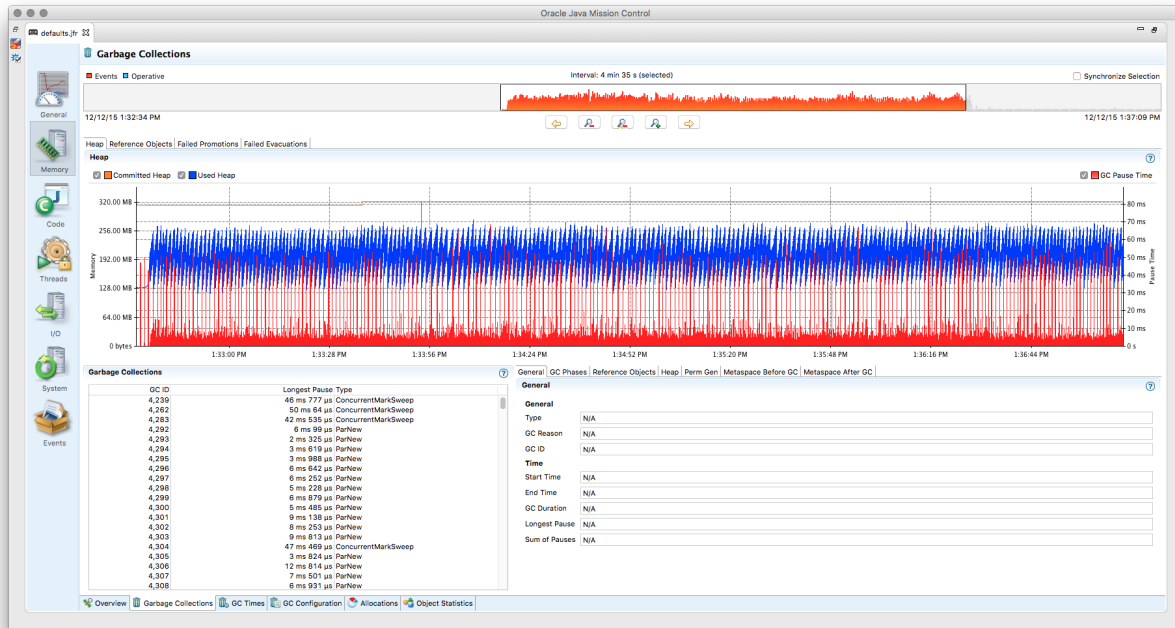 Oracle Java Mission Control
defaults.jfr
Garbage Collections
Events Operative
Interval: 4 min 35 s (selected)
Synchronize Selection
12/12/15 1:32:34 PM
12/12/15 1:37:09 PM
General
Memory
Code
Threads
I/O
System
Events
Heap Reference Objects Failed Promotions Failed Evacuations
Heap
Committed Heap Used Heap
GC Pause Time
320.00 MB
256.00 MB
192.00 MB
128.00 MB
64.00 MB
0 bytes
Memory
80 ms
70 ms
60 ms
50 ms
40 ms
30 ms
20 ms
10 ms
0 s
Pause Time
1:33:00 PM 1:33:28 PM 1:33:56 PM 1:34:24 PM 1:34:52 PM 1:35:20 PM 1:35:48 PM 1:36:16 PM 1:36:44 PM
Garbage Collections
GC ID Longest Pause Type
4,239 46 ms 777 µs ConcurrentMarkSweep
4,262 50 ms 64 µs ConcurrentMarkSweep
4,283 42 ms 535 µs ConcurrentMarkSweep
4,292 6 ms 99 µs ParNew
4,293 2 ms 325 µs ParNew
4,294 3 ms 619 µs ParNew
4,295 3 ms 988 µs ParNew
4,296 6 ms 642 µs ParNew
4,297 6 ms 252 µs ParNew
4,298 5 ms 228 µs ParNew
4,299 6 ms 879 µs ParNew
4,300 5 ms 485 µs ParNew
4,301 9 ms 138 µs ParNew
4,302 8 ms 253 µs ParNew
4,303 9 ms 813 µs ParNew
4,304 47 ms 469 µs ConcurrentMarkSweep
4,305 3 ms 824 µs ParNew
4,306 12 ms 814 µs ParNew
4,307 7 ms 501 µs ParNew
4,308 6 ms 931 µs ParNew
General GC Phases Reference Objects Heap Perm Gen Metaspace Before GC Metaspace After GC
General
General
Type N/A
GC Reason N/A
GC ID N/A
Time
Start Time N/A
End Time N/A
GC Duration N/A
Longest Pause N/A
Sum of Pauses N/A
Overview Garbage Collections GC Times GC Configuration Allocations Object Statistics